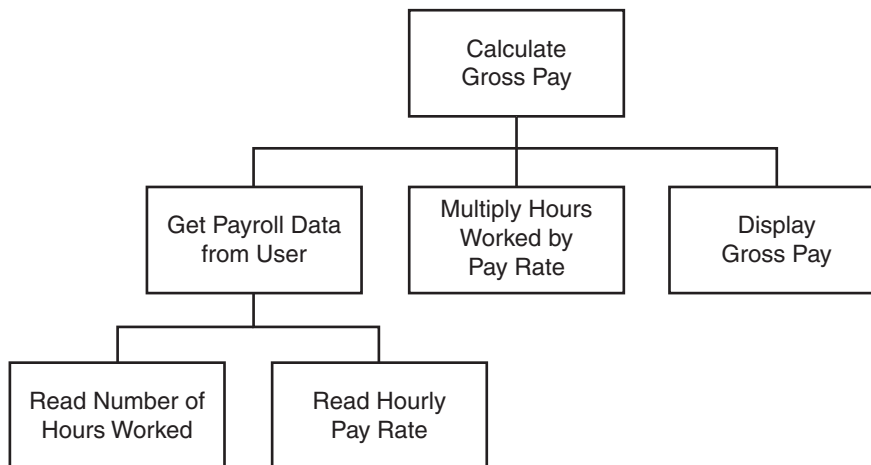 Calculate
Gross Pay
Get Payroll Data
from User
Multiply Hours
Worked by
Pay Rate
Display
Gross Pay
Read Number of
Hours Worked
Read Hourly
Pay Rate